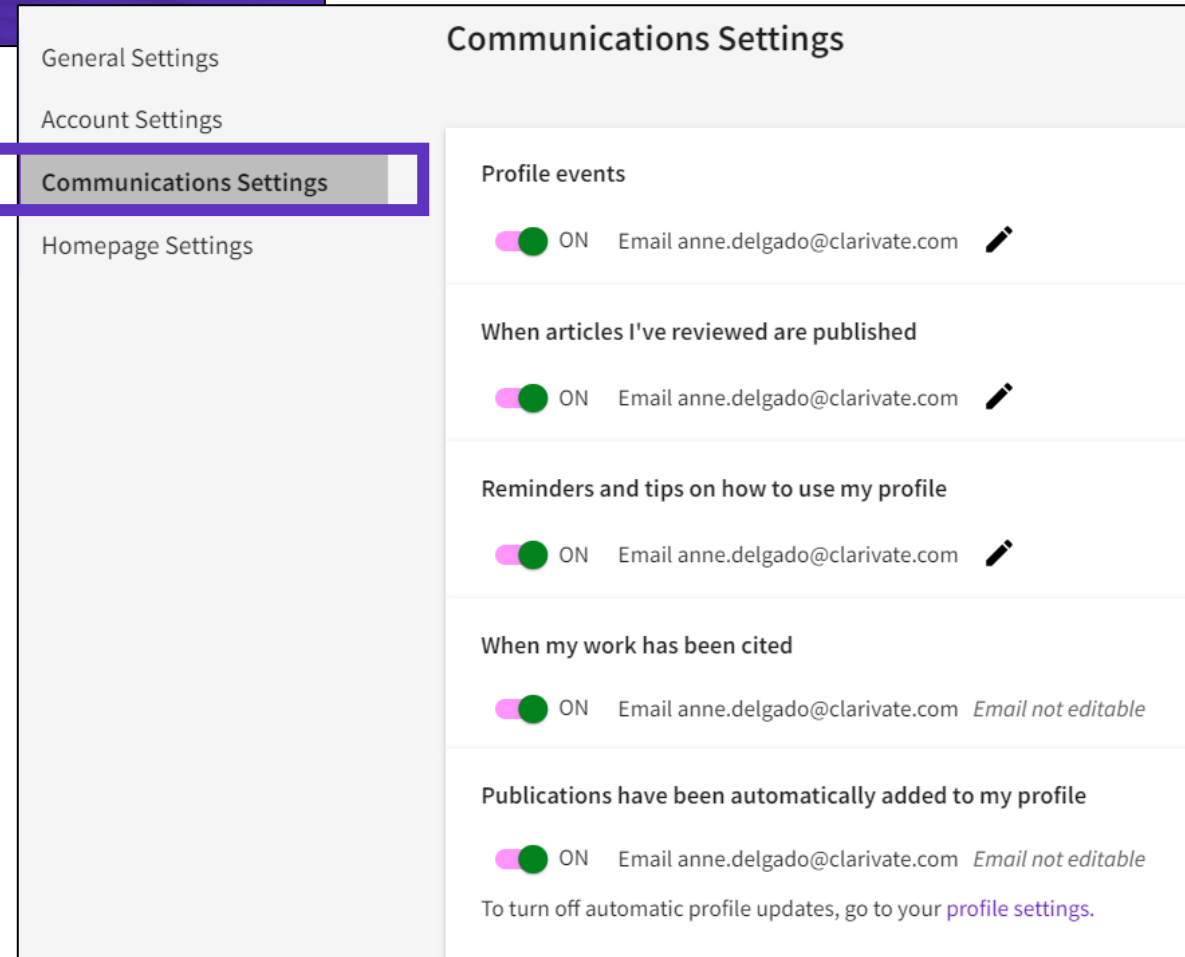 General Settings
Account Settings
Communications Settings
Homepage Settings
Communications Settings
Profile events
ON Email anne.delgado@clarivate.com
When articles I've reviewed are published
ON Email anne.delgado@clarivate.com
Reminders and tips on how to use my profile
ON Email anne.delgado@clarivate.com
When my work has been cited
ON Email anne.delgado@clarivate.com Email not editable
Publications have been automatically added to my profile
ON Email anne.delgado@clarivate.com Email not editable
To turn off automatic profile updates, go to your profile settings.